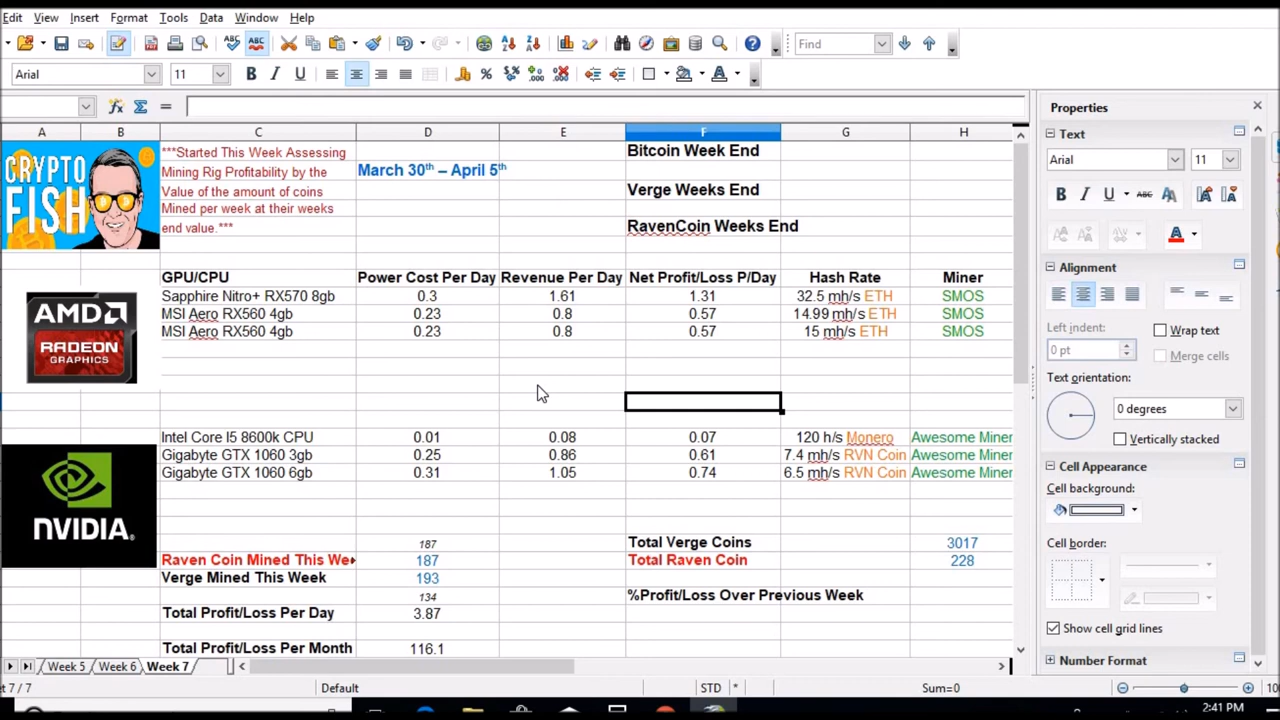 Edit View Insert Format Tools Data Window Help
Find
Arial 11
A B C D E F G H
CRYPTO
FISH
***Started This Week Assessing
Mining Rig Profitability by the
Value of the amount of coins
Mined per week at their weeks
end value.***
March 30th – April 5th
Bitcoin Week End
Verge Weeks End
RavenCoin Weeks End
GPU/CPU Power Cost Per Day Revenue Per Day Net Profit/Loss P/Day Hash Rate Miner
Sapphire Nitro+ RX570 8gb 0.3 1.61 1.31 32.5 mh/s ETH SMOS
MSI Aero RX560 4gb 0.23 0.8 0.57 14.99 mh/s ETH SMOS
MSI Aero RX560 4gb 0.23 0.8 0.57 15 mh/s ETH SMOS
AMD
RADEON
GRAPHICS
Intel Core I5 8600k CPU 0.01 0.08 0.07 120 h/s Monero Awesome Miner
Gigabyte GTX 1060 3gb 0.25 0.86 0.61 7.4 mh/s RVN Coin Awesome Miner
Gigabyte GTX 1060 6gb 0.31 1.05 0.74 6.5 mh/s RVN Coin Awesome Miner
NVIDIA.
187 Total Verge Coins 3017
Raven Coin Mined This We 187 Total Raven Coin 228
Verge Mined This Week 193
134 %Profit/Loss Over Previous Week
Total Profit/Loss Per Day 3.87
Total Profit/Loss Per Month 116.1
Week 5 Week 6 Week 7
et 7 / 7 Default STD * Sum=0 10
Properties
Text
Arial 11
Alignment
Left indent:
0 pt
Wrap text
Merge cells
Text orientation:
0 degrees
Vertically stacked
Cell Appearance
Cell background:
Cell border:
Show cell grid lines
Number Format
2:41 PM